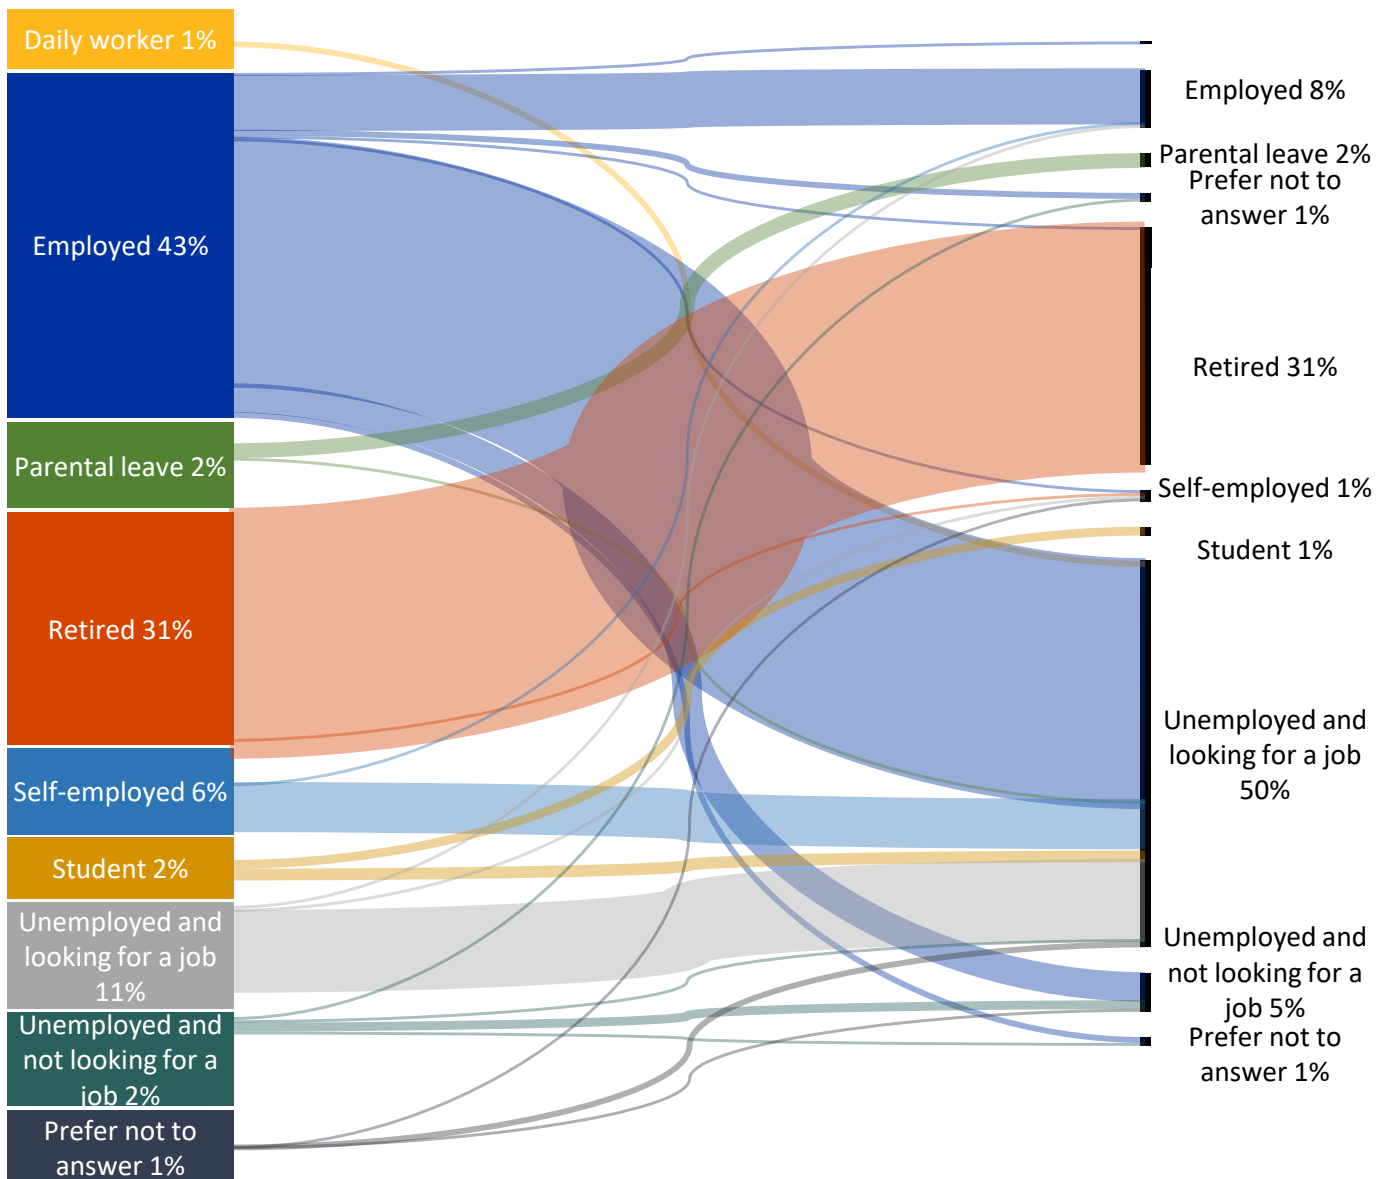 Daily worker 1%
Employed 43%
Parental leave 2%
Retired 31%
Self-employed 6%
Student 2%
Unemployed and
looking for a job
11%
Unemployed and
not looking for a
job 2%
Prefer not to
answer 1%
Employed 8%
Parental leave 2%
Prefer not to
answer 1%
Retired 31%
Self-employed 1%
Student 1%
Unemployed and
looking for a job
50%
Unemployed and
not looking for a
job 5%
Prefer not to
answer 1%